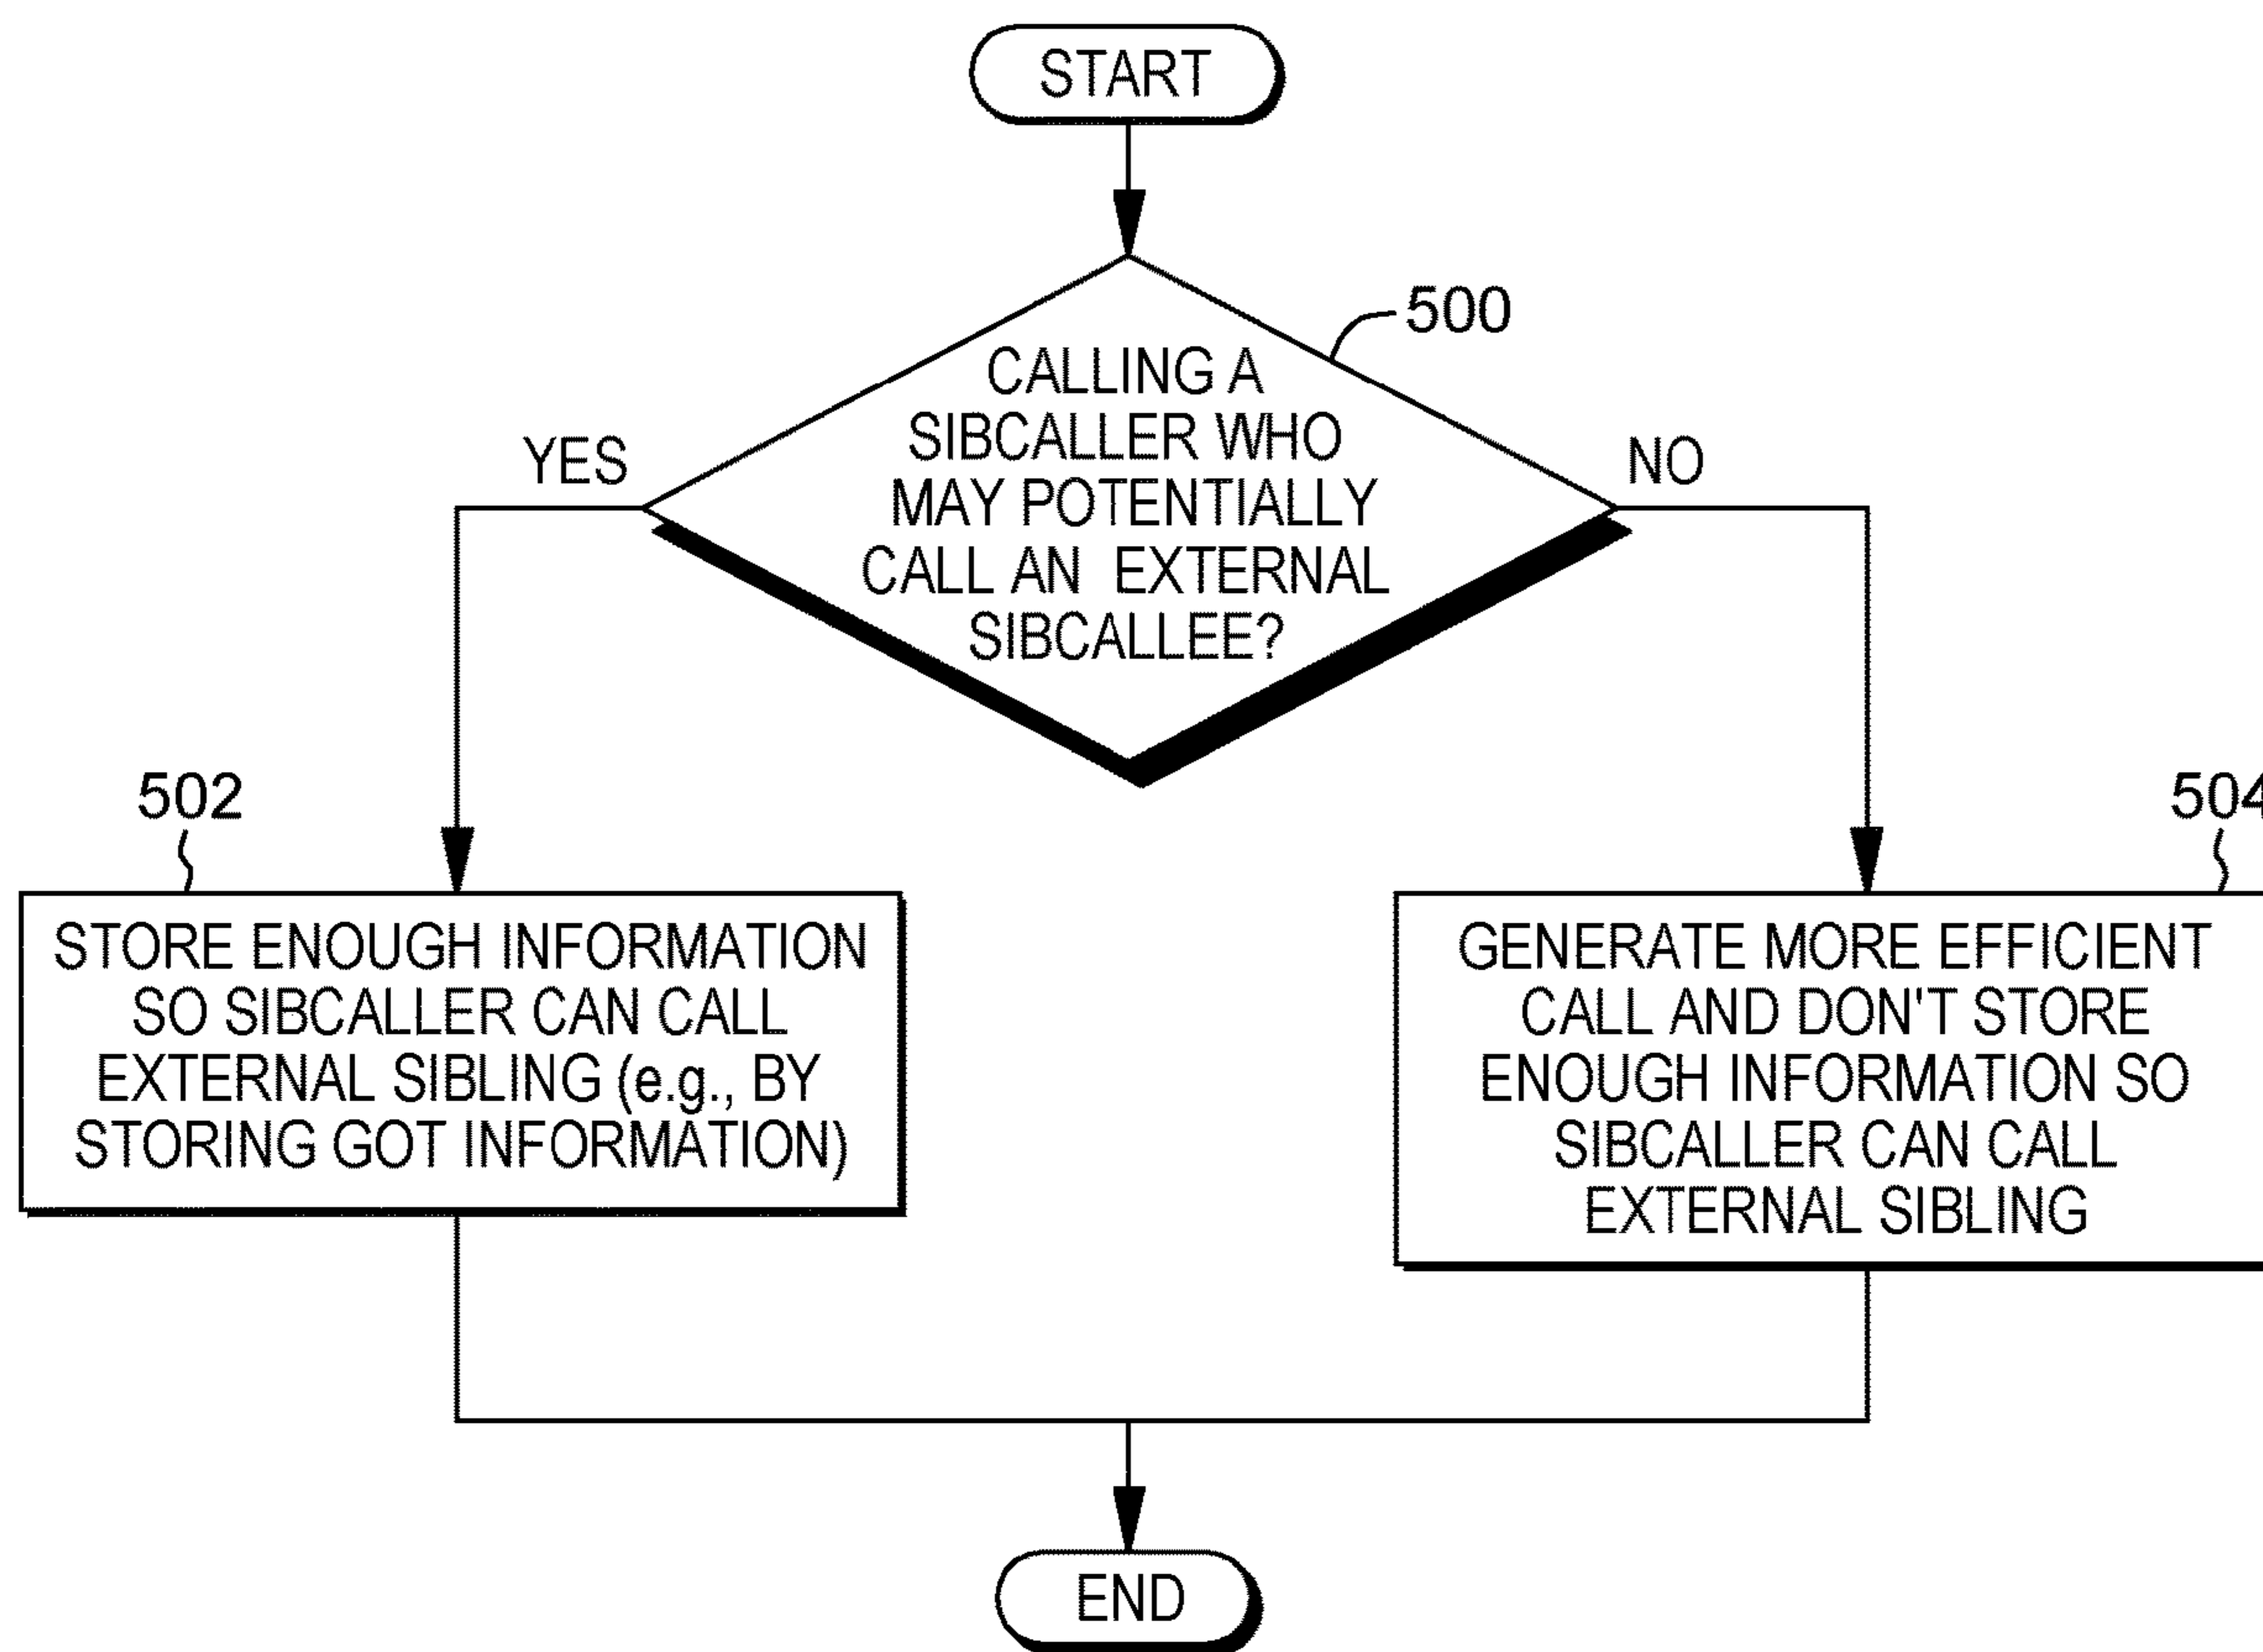 START
500
CALLING A
SIBCALLER WHO
MAY POTENTIALLY
CALL AN EXTERNAL
SIBCALLEE?
YES
NO
502
STORE ENOUGH INFORMATION
SO SIBCALLER CAN CALL
EXTERNAL SIBLING (e.g., BY
STORING GOT INFORMATION)
504
GENERATE MORE EFFICIENT
CALL AND DON'T STORE
ENOUGH INFORMATION SO
SIBCALLER CAN CALL
EXTERNAL SIBLING
END